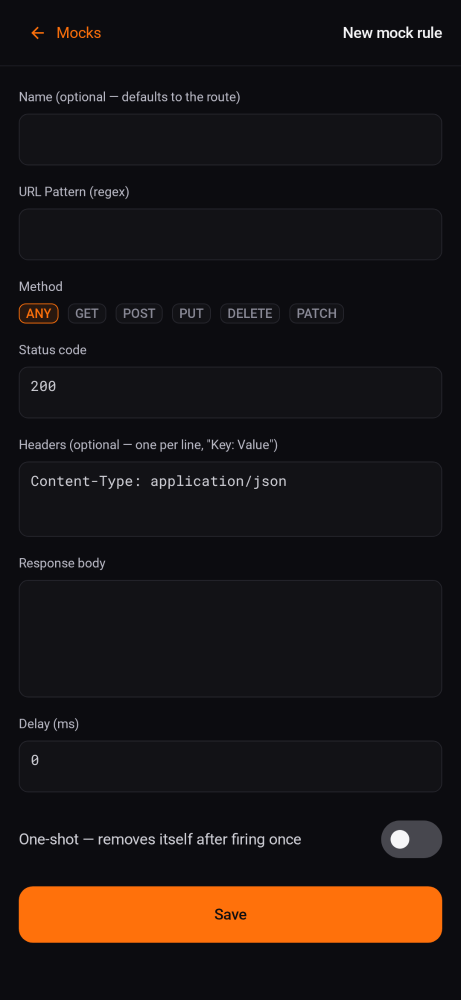 ← Mocks
New mock rule
Name (optional — defaults to the route)
URL Pattern (regex)
Method
ANY GET POST PUT DELETE PATCH
Status code
200
Headers (optional — one per line, "Key: Value")
Content-Type: application/json
Response body
Delay (ms)
0
One-shot — removes itself after firing once
Save